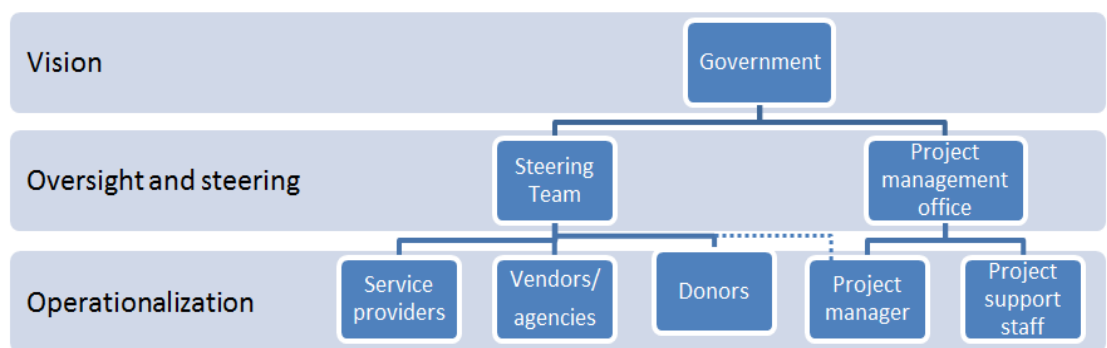 Vision
Government
Oversight and steering
Steering
Team
Project
management
office
Operationalization
Service
providers
Vendors/
agencies
Donors
Project
manager
Project
support
staff